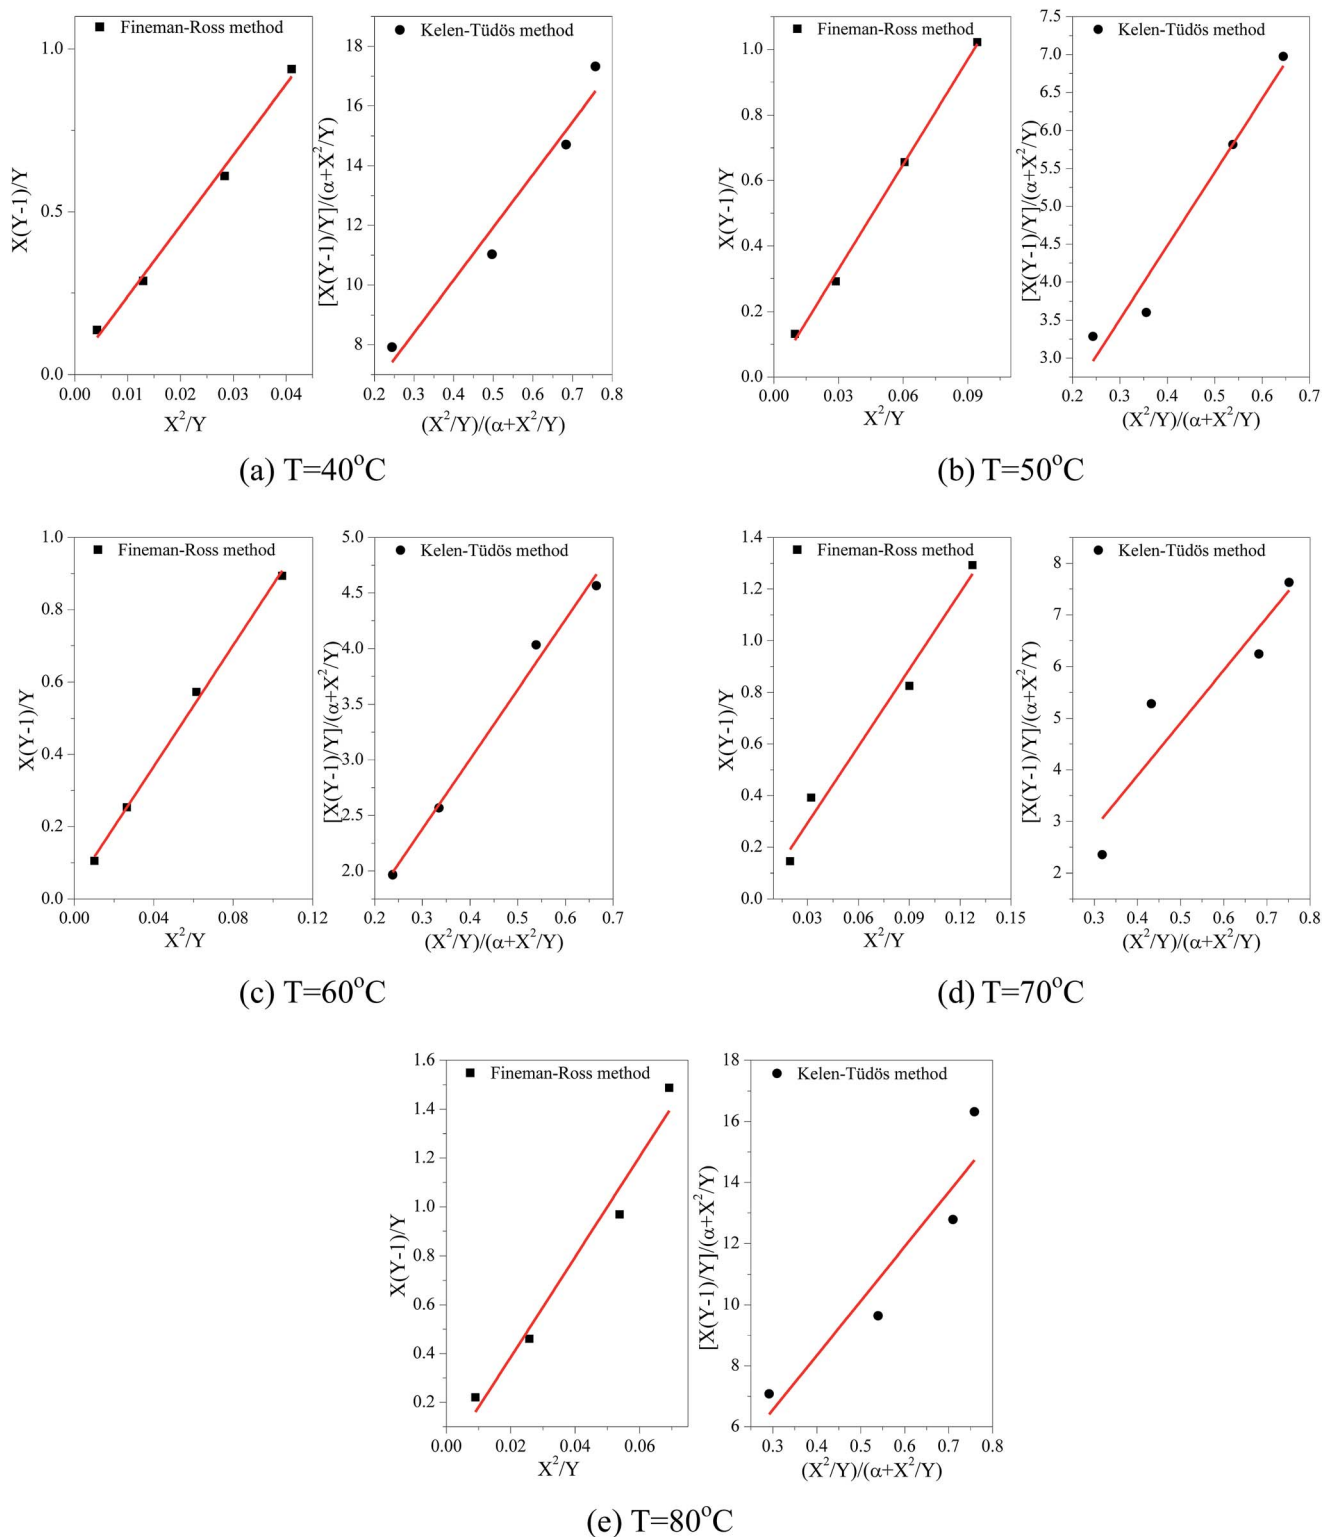 Fineman-Ross method
1.0
0.5
0.0
X(Y-1)/Y
0.00 0.01 0.02 0.03 0.04
X²/Y
Kelen-Tüdös method
18
16
14
12
10
8
[X(Y-1)/Y]/(α+X²/Y)
0.2 0.3 0.4 0.5 0.6 0.7 0.8
(X²/Y)/(α+X²/Y)
(a) T=40°C
Fineman-Ross method
1.0
0.8
0.6
0.4
0.2
0.0
X(Y-1)/Y
0.00 0.03 0.06 0.09
X²/Y
Kelen-Tüdös method
7.5
7.0
6.5
6.0
5.5
5.0
4.5
4.0
3.5
3.0
[X(Y-1)/Y]/(α+X²/Y)
0.2 0.3 0.4 0.5 0.6 0.7
(X²/Y)/(α+X²/Y)
(b) T=50°C
Fineman-Ross method
1.0
0.8
0.6
0.4
0.2
0.0
X(Y-1)/Y
0.00 0.04 0.08 0.12
X²/Y
Kelen-Tüdös method
5.0
4.5
4.0
3.5
3.0
2.5
2.0
[X(Y-1)/Y]/(α+X²/Y)
0.2 0.3 0.4 0.5 0.6 0.7
(X²/Y)/(α+X²/Y)
(c) T=60°C
Fineman-Ross method
1.4
1.2
1.0
0.8
0.6
0.4
0.2
0.0
X(Y-1)/Y
0.03 0.06 0.09 0.12 0.15
X²/Y
Kelen-Tüdös method
8
7
6
5
4
3
2
[X(Y-1)/Y]/(α+X²/Y)
0.3 0.4 0.5 0.6 0.7 0.8
(X²/Y)/(α+X²/Y)
(d) T=70°C
Fineman-Ross method
1.6
1.4
1.2
1.0
0.8
0.6
0.4
0.2
X(Y-1)/Y
0.00 0.02 0.04 0.06
X²/Y
Kelen-Tüdös method
18
16
14
12
10
8
6
[X(Y-1)/Y]/(α+X²/Y)
0.3 0.4 0.5 0.6 0.7 0.8
(X²/Y)/(α+X²/Y)
(e) T=80°C